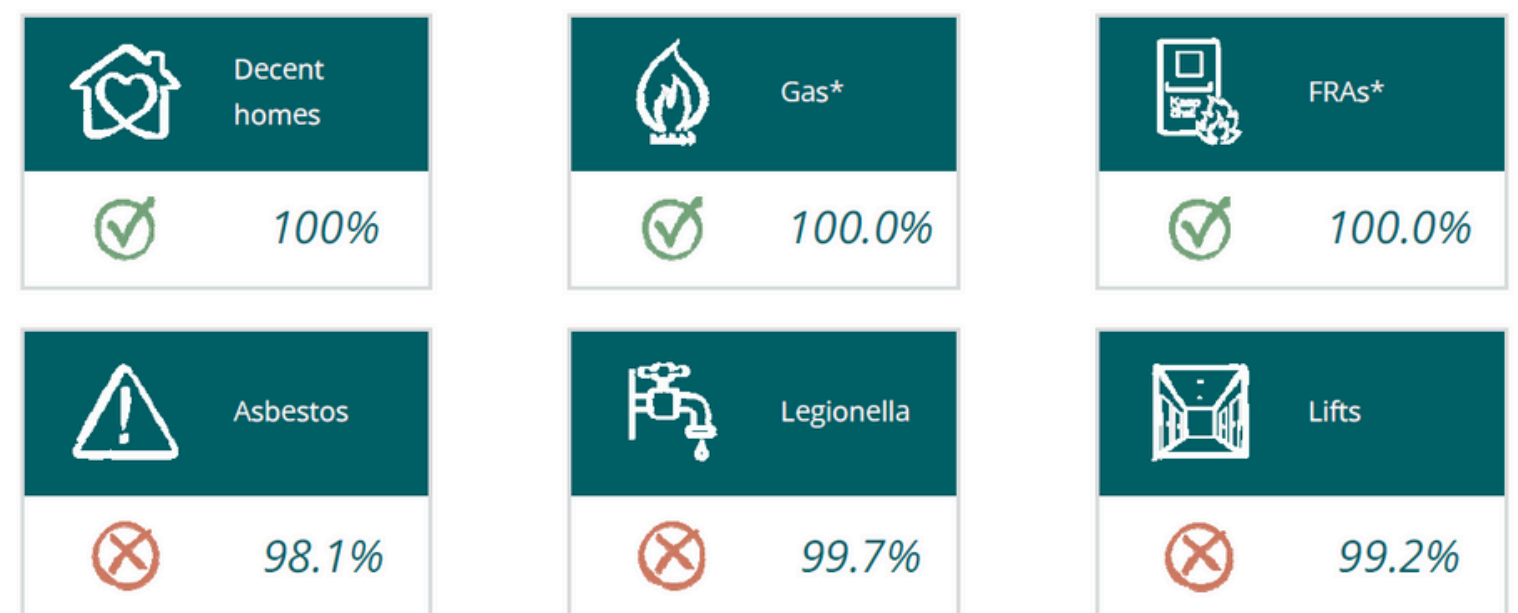 Decent
homes
Gas*
FRAs*
100%
100.0%
100.0%
Asbestos
Legionella
Lifts
98.1%
99.7%
99.2%